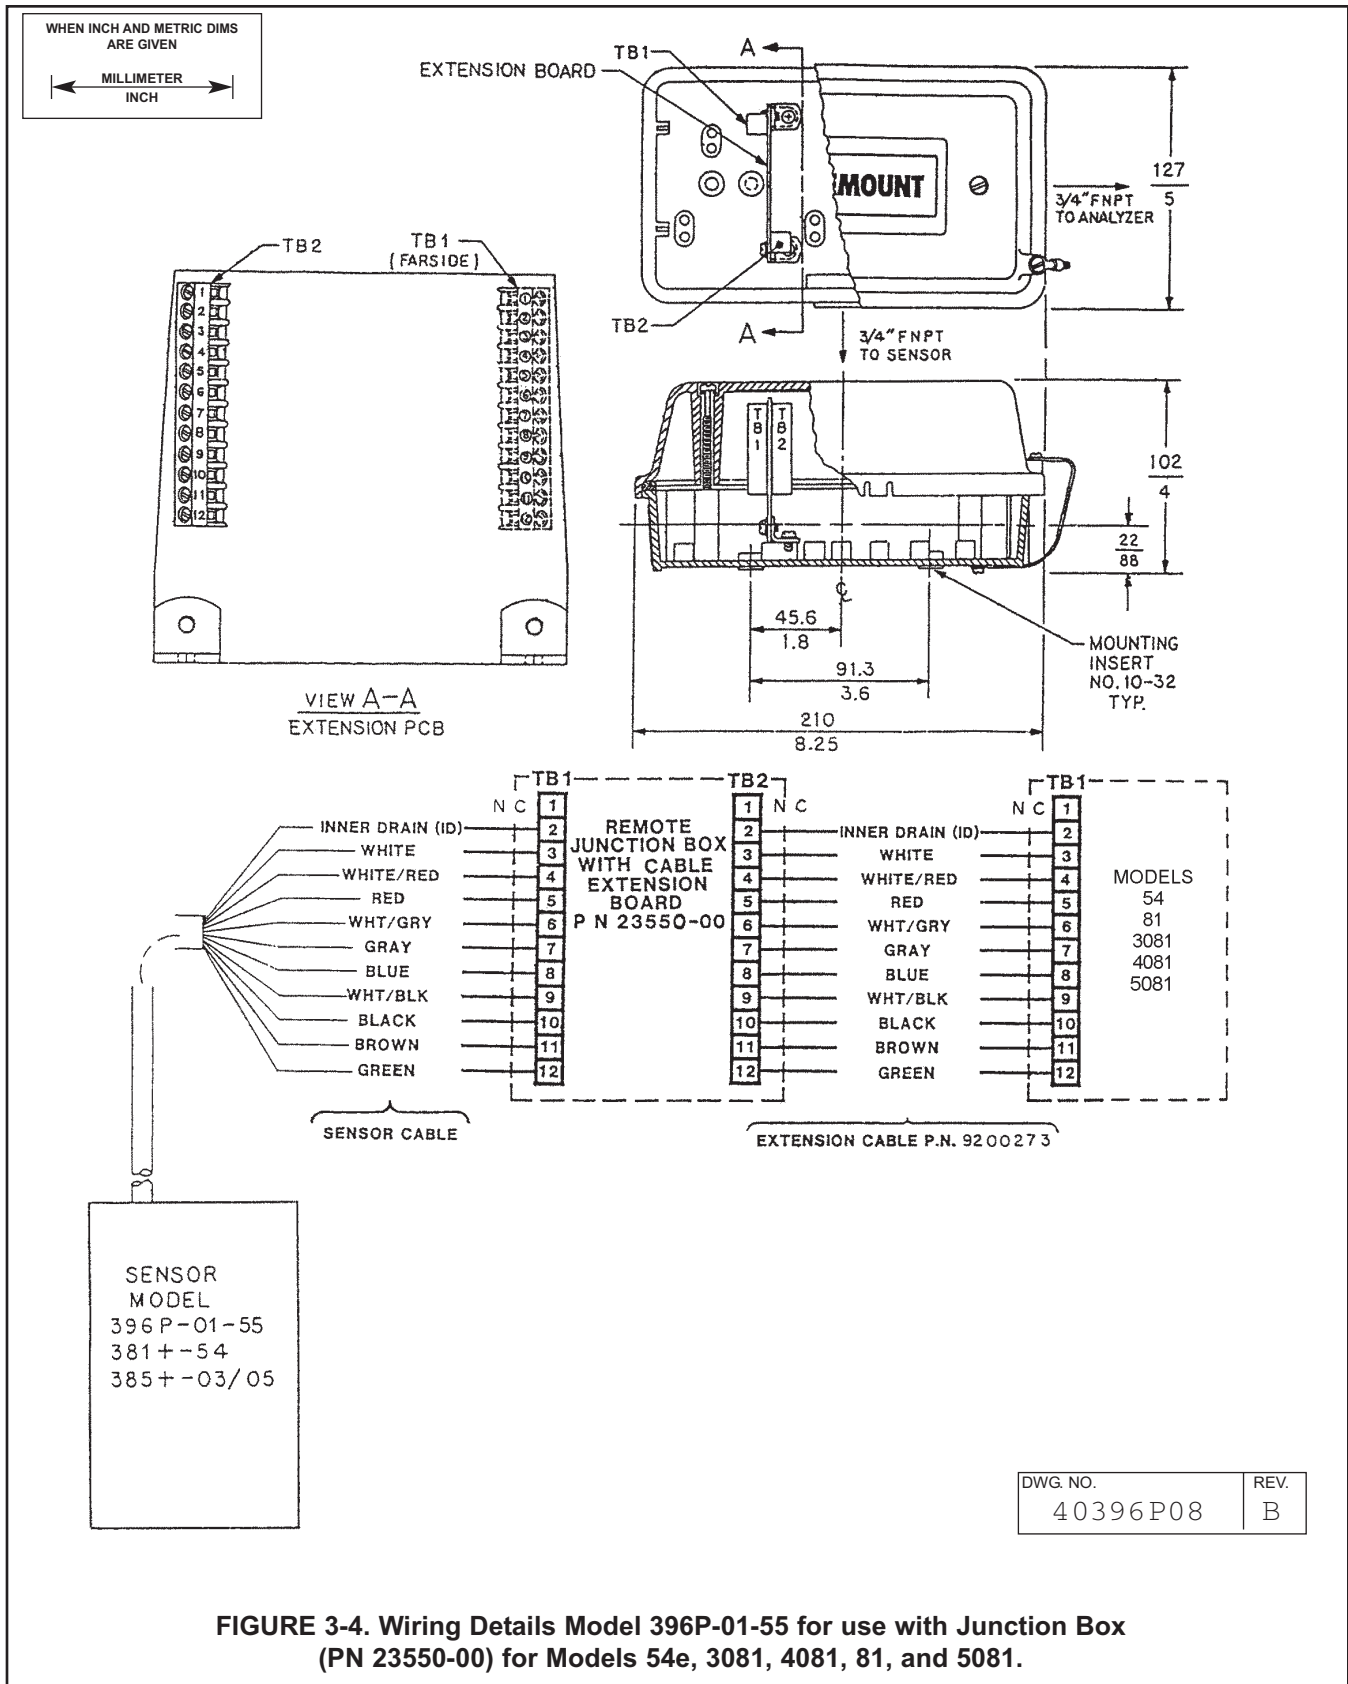 WHEN INCH AND METRIC DIMS
ARE GIVEN
MILLIMETER
INCH
TB1
A
EXTENSION BOARD
MOUNT
127
5
3/4" FNPT
TO ANALYZER
TB2
A
3/4" FNPT
TO SENSOR
TB2
TB1
(FARSIDE)
1
2
3
4
5
6
7
8
9
10
11
12
TB1
TB2
102
4
22
88
45.6
1.8
91.3
3.6
210
8.25
MOUNTING
INSERT
NO. 10-32
TYP.
VIEW A-A
EXTENSION PCB
TB1
TB2
TB1
N C 1
1 N C
N C 1
INNER DRAIN (ID) 2
2 INNER DRAIN (ID) 2
WHITE 3
3 WHITE 3
WHITE/RED 4
4 WHITE/RED 4
RED 5
5 RED 5
WHT/GRY 6
6 WHT/GRY 6
GRAY 7
7 GRAY 7
BLUE 8
8 BLUE 8
WHT/BLK 9
9 WHT/BLK 9
BLACK 10
10 BLACK 10
BROWN 11
11 BROWN 11
GREEN 12
12 GREEN 12
REMOTE
JUNCTION BOX
WITH CABLE
EXTENSION
BOARD
P N 23550-00
MODELS
54
81
3081
4081
5081
SENSOR CABLE
EXTENSION CABLE P.N. 9200273
SENSOR
MODEL
396P-01-55
381+-54
385+-03/05
DWG. NO.
40396P08
REV.
B
FIGURE 3-4. Wiring Details Model 396P-01-55 for use with Junction Box
(PN 23550-00) for Models 54e, 3081, 4081, 81, and 5081.